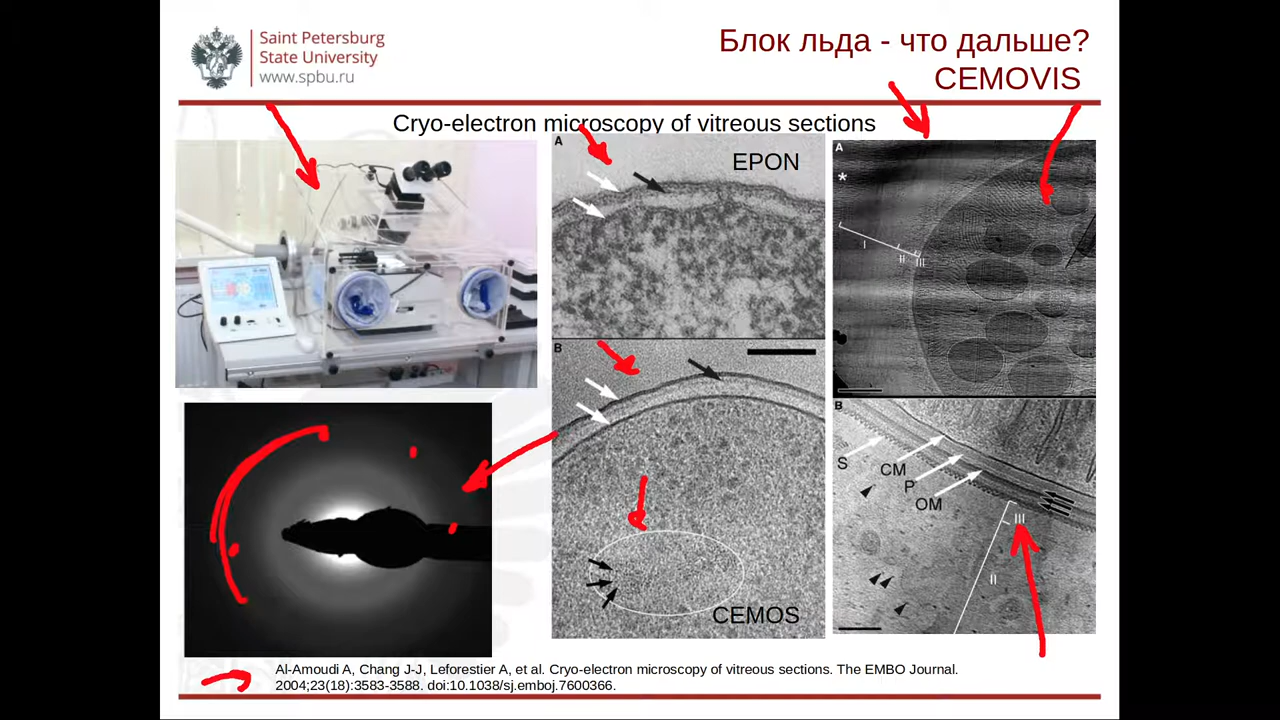 Saint Petersburg
State University
www.spbu.ru
Блок льда - что дальше?
CEMOVIS
Cryo-electron microscopy of vitreous sections
A
EPON
B
CEMOS
A
*
I
II
III
B
S
CM
P
OM
III
II
Al-Amoudi A, Chang J-J, Leforestier A, et al. Cryo-electron microscopy of vitreous sections. The EMBO Journal.
2004;23(18):3583-3588. doi:10.1038/sj.emboj.7600366.